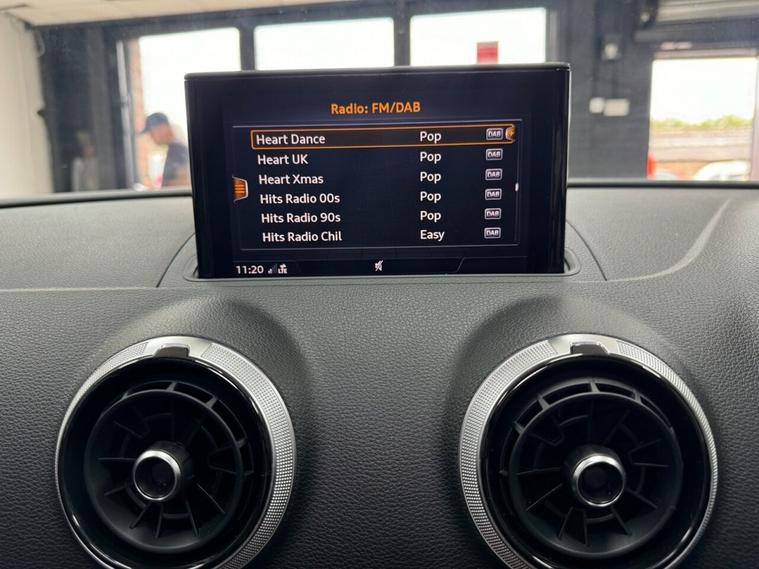 Radio: FM/DAB
Heart Dance Pop DAB
Heart UK Pop DAB
Heart Xmas Pop DAB
Hits Radio 00s Pop DAB
Hits Radio 90s Pop DAB
Hits Radio Chil Easy DAB
11:20 LTE